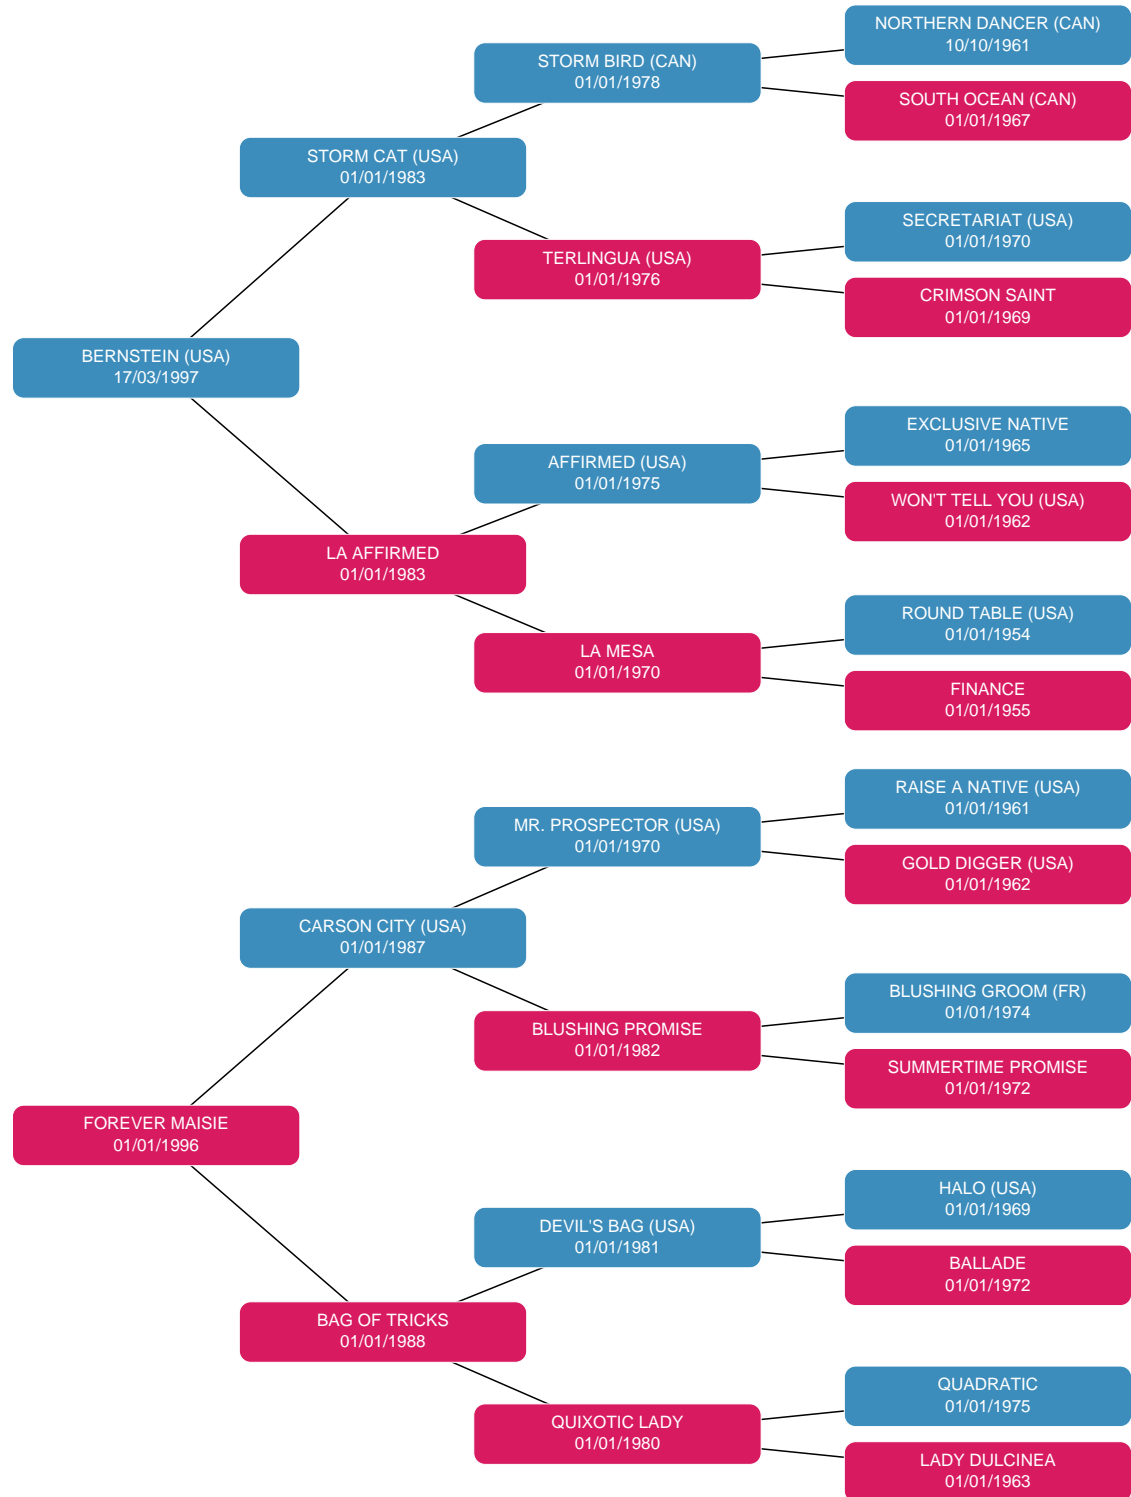 NORTHERN DANCER (CAN)
10/10/1961
STORM BIRD (CAN)
01/01/1978
SOUTH OCEAN (CAN)
01/01/1967
STORM CAT (USA)
01/01/1983
SECRETARIAT (USA)
01/01/1970
TERLINGUA (USA)
01/01/1976
CRIMSON SAINT
01/01/1969
BERNSTEIN (USA)
17/03/1997
EXCLUSIVE NATIVE
01/01/1965
AFFIRMED (USA)
01/01/1975
WON'T TELL YOU (USA)
01/01/1962
LA AFFIRMED
01/01/1983
ROUND TABLE (USA)
01/01/1954
LA MESA
01/01/1970
FINANCE
01/01/1955
RAISE A NATIVE (USA)
01/01/1961
MR. PROSPECTOR (USA)
01/01/1970
GOLD DIGGER (USA)
01/01/1962
CARSON CITY (USA)
01/01/1987
BLUSHING GROOM (FR)
01/01/1974
BLUSHING PROMISE
01/01/1982
SUMMERTIME PROMISE
01/01/1972
FOREVER MAISIE
01/01/1996
HALO (USA)
01/01/1969
DEVIL'S BAG (USA)
01/01/1981
BALLADE
01/01/1972
BAG OF TRICKS
01/01/1988
QUADRATIC
01/01/1975
QUIXOTIC LADY
01/01/1980
LADY DULCINEA
01/01/1963